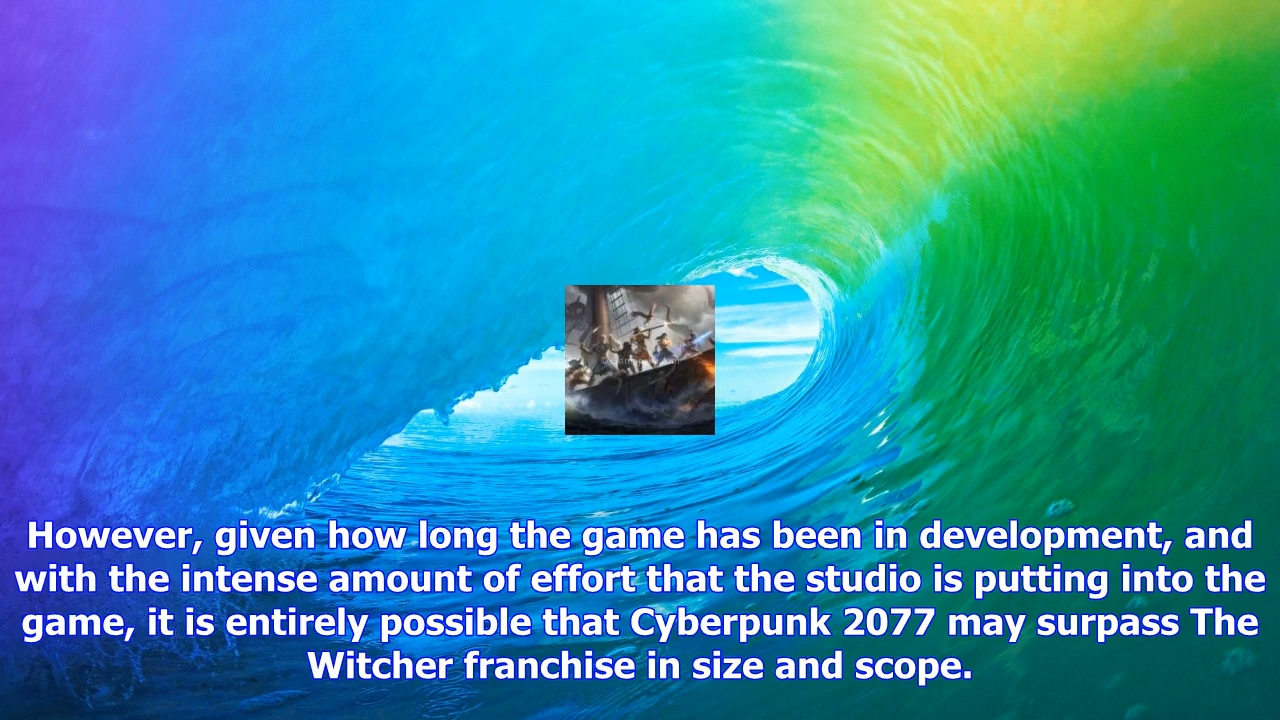 However, given how long the game has been in development, and
with the intense amount of effort that the studio is putting into the
game, it is entirely possible that Cyberpunk 2077 may surpass The
Witcher franchise in size and scope.